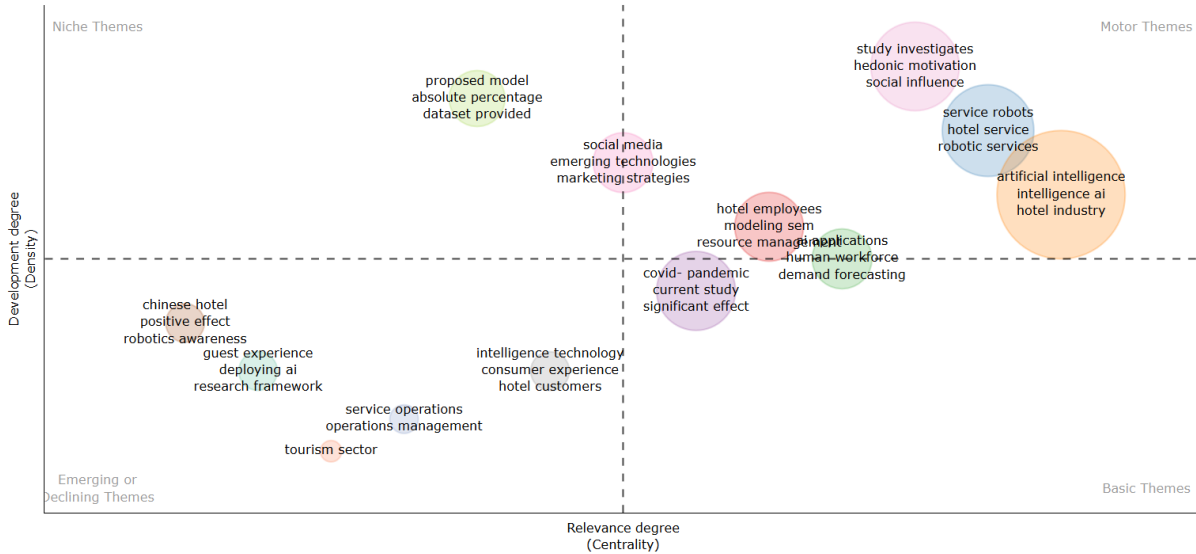 Niche Themes
Motor Themes
study investigates
hedonic motivation
social influence
proposed model
absolute percentage
dataset provided
service robots
hotel service
robotic services
social media
emerging technologies
marketing strategies
artificial intelligence
intelligence ai
hotel industry
hotel employees
modeling sem
resource management
ai applications
human workforce
demand forecasting
covid- pandemic
current study
significant effect
chinese hotel
positive effect
robotics awareness
guest experience
deploying ai
research framework
intelligence technology
consumer experience
hotel customers
service operations
operations management
tourism sector
Emerging or
Declining Themes
Basic Themes
Development degree
(Density)
Relevance degree
(Centrality)